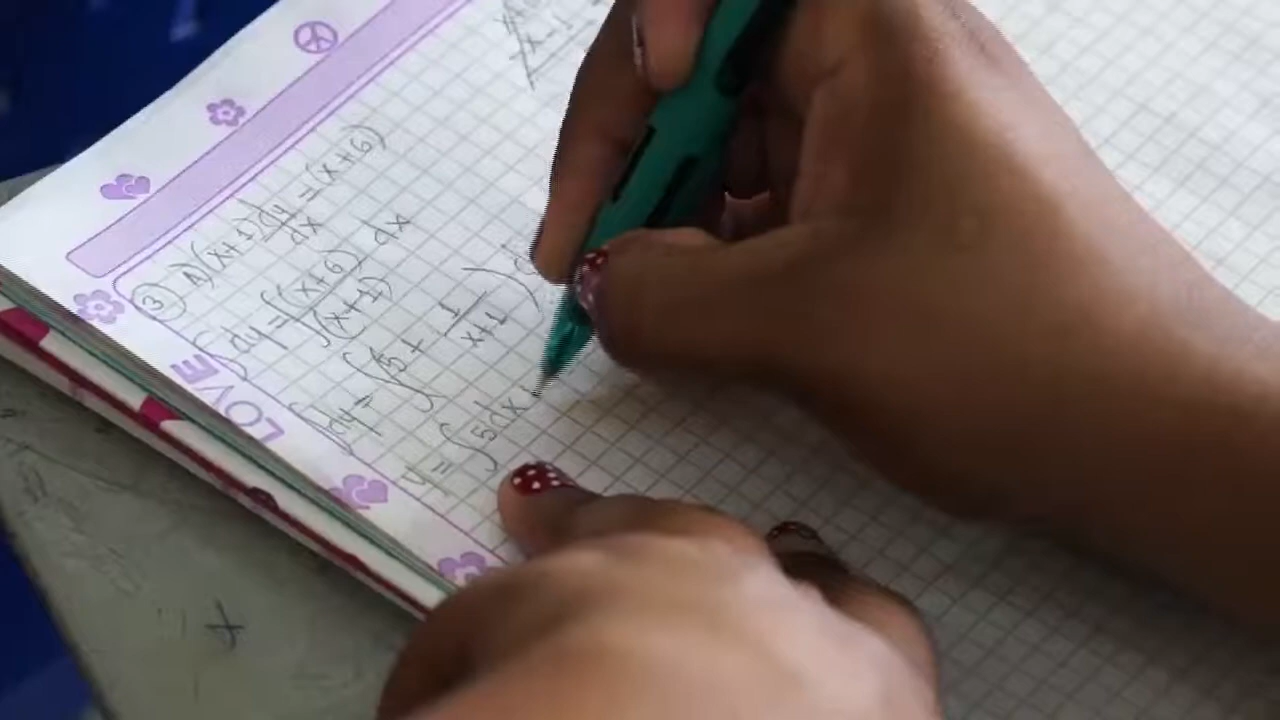 3) A) (x+1) dy/dx = (x+6)
∫dy = ∫(x+6)/(x+1) dx
∫dy = ∫(5 + 1/(x+1))
y = ∫5dx
LOVE
x